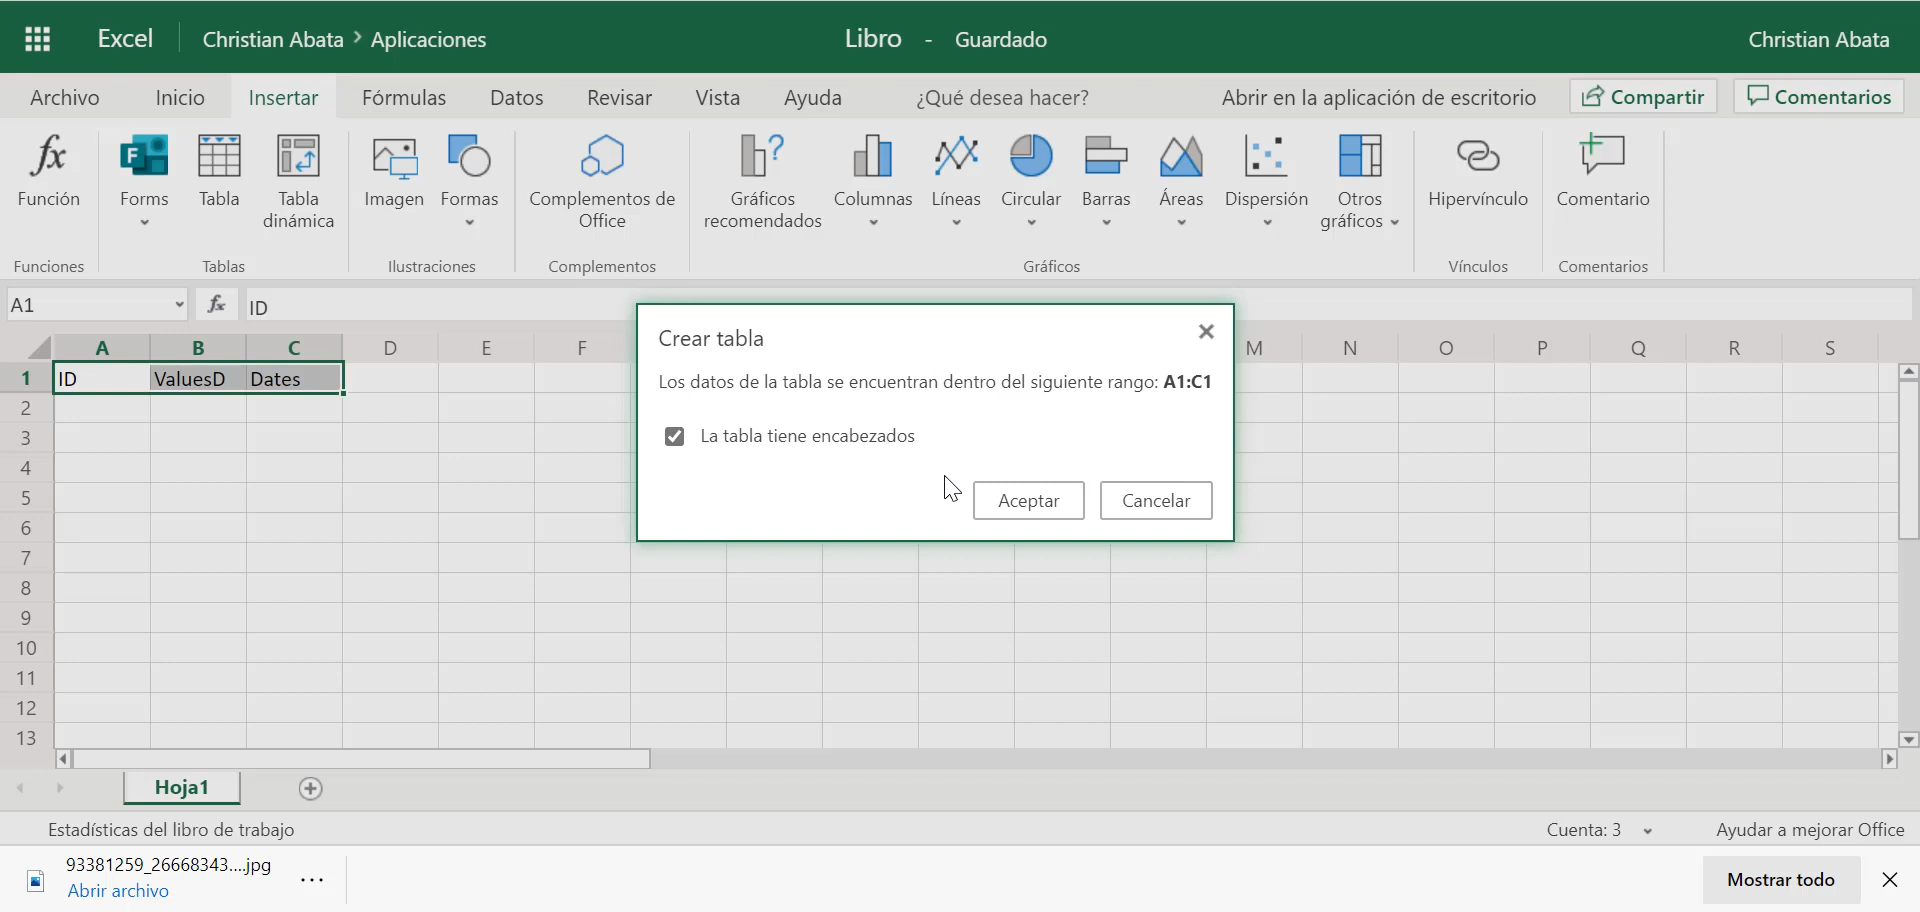 Excel
Christian Abata > Aplicaciones
Libro - Guardado
Christian Abata
Archivo
Inicio
Insertar
Fórmulas
Datos
Revisar
Vista
Ayuda
¿Qué desea hacer?
Abrir en la aplicación de escritorio
Compartir
Comentarios
Función
Forms
Tabla
Tabla
dinámica
Imagen
Formas
Complementos de
Office
Gráficos
recomendados
Columnas
Líneas
Circular
Barras
Áreas
Dispersión
Otros
gráficos
Hipervínculo
Comentario
Funciones
Tablas
Ilustraciones
Complementos
Gráficos
Vínculos
Comentarios
A1
fx
ID
A B C D E F M N O P Q R S
1 ID ValuesD Dates
2
3
4
5
6
7
8
9
10
11
12
13
Crear tabla
Los datos de la tabla se encuentran dentro del siguiente rango: A1:C1
La tabla tiene encabezados
Aceptar
Cancelar
Hoja1
Estadísticas del libro de trabajo
Cuenta: 3
Ayudar a mejorar Office
93381259_26668343....jpg
Abrir archivo
...
Mostrar todo